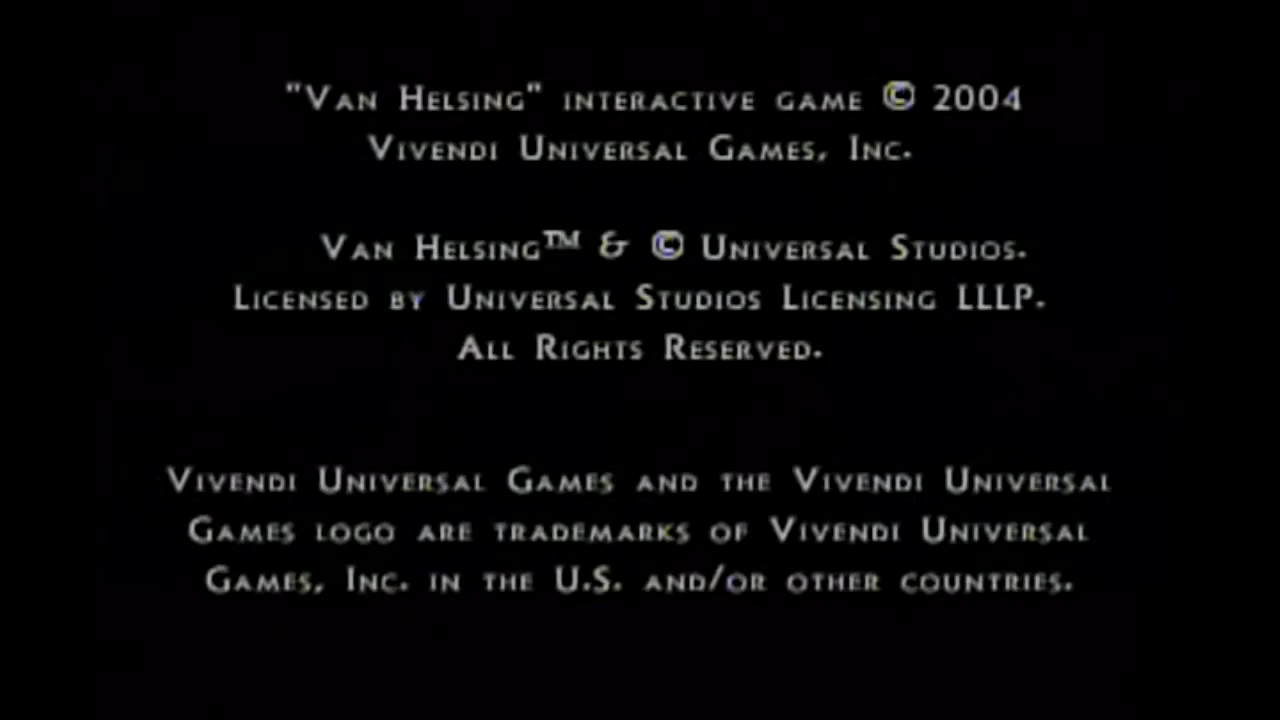 "Van Helsing" interactive game © 2004
Vivendi Universal Games, Inc.
Van Helsing™ & © Universal Studios.
Licensed by Universal Studios Licensing LLLP.
All Rights Reserved.
Vivendi Universal Games and the Vivendi Universal
Games logo are trademarks of Vivendi Universal
Games, Inc. in the U.S. and/or other countries.